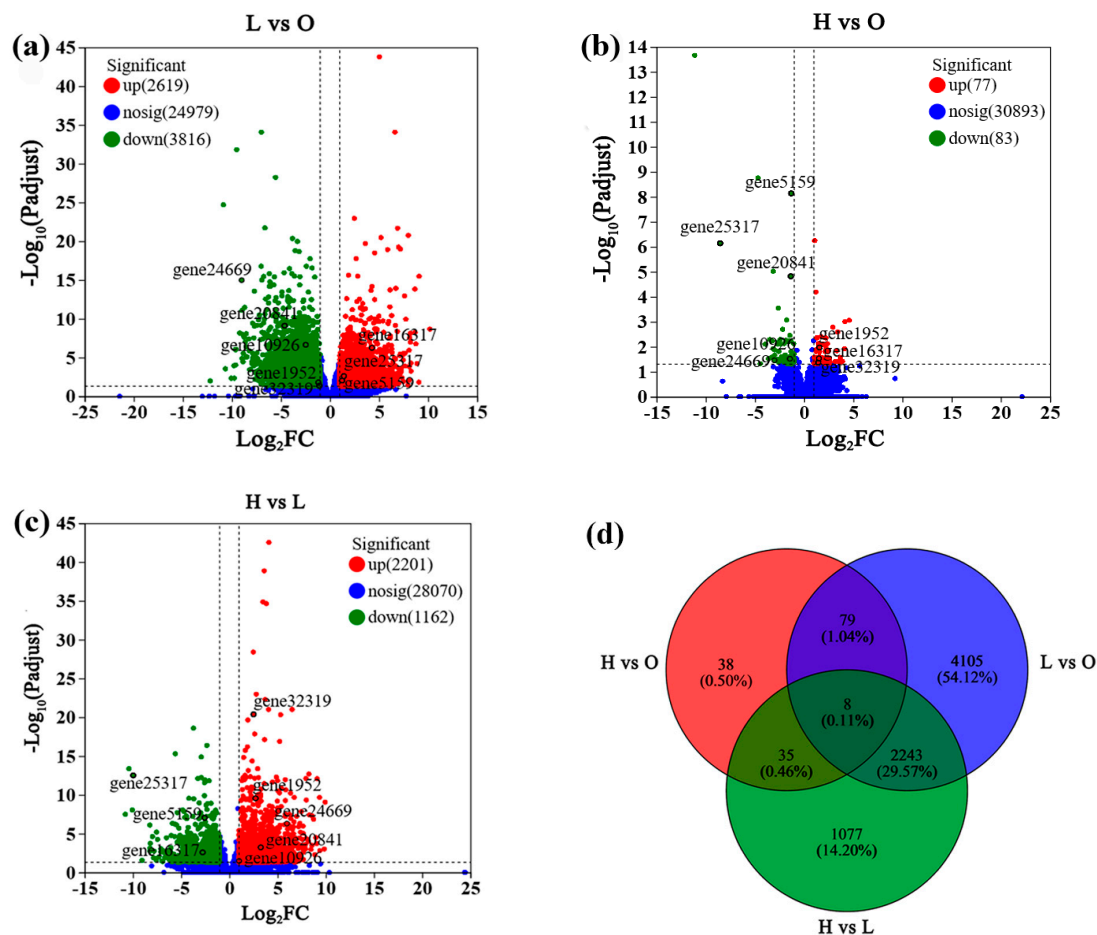 (a)
L vs O
Significant
up(2619)
nosig(24979)
down(3816)
gene24669
gene20841
gene10926
gene1952
gene32319
gene16317
gene25317
gene5159
45
40
35
30
25
20
15
10
5
0
-25
-20
-15
-10
-5
0
5
10
15
-Log10(Padjust)
Log2FC
(b)
H vs O
Significant
up(77)
nosig(30893)
down(83)
gene5159
gene25317
gene20841
gene10926
gene24669
gene1952
gene16317
gene32319
14
13
12
11
10
9
8
7
6
5
4
3
2
1
0
-15
-10
-5
0
5
10
15
20
25
-Log10(Padjust)
Log2FC
(c)
H vs L
Significant
up(2201)
nosig(28070)
down(1162)
gene32319
gene25317
gene1952
gene5159
gene24669
gene16317
gene20841
gene10926
45
40
35
30
25
20
15
10
5
0
-15
-10
-5
0
5
10
15
20
25
-Log10(Padjust)
Log2FC
(d)
H vs O
L vs O
H vs L
38
(0.50%)
79
(1.04%)
4105
(54.12%)
8
(0.11%)
35
(0.46%)
2243
(29.57%)
1077
(14.20%)